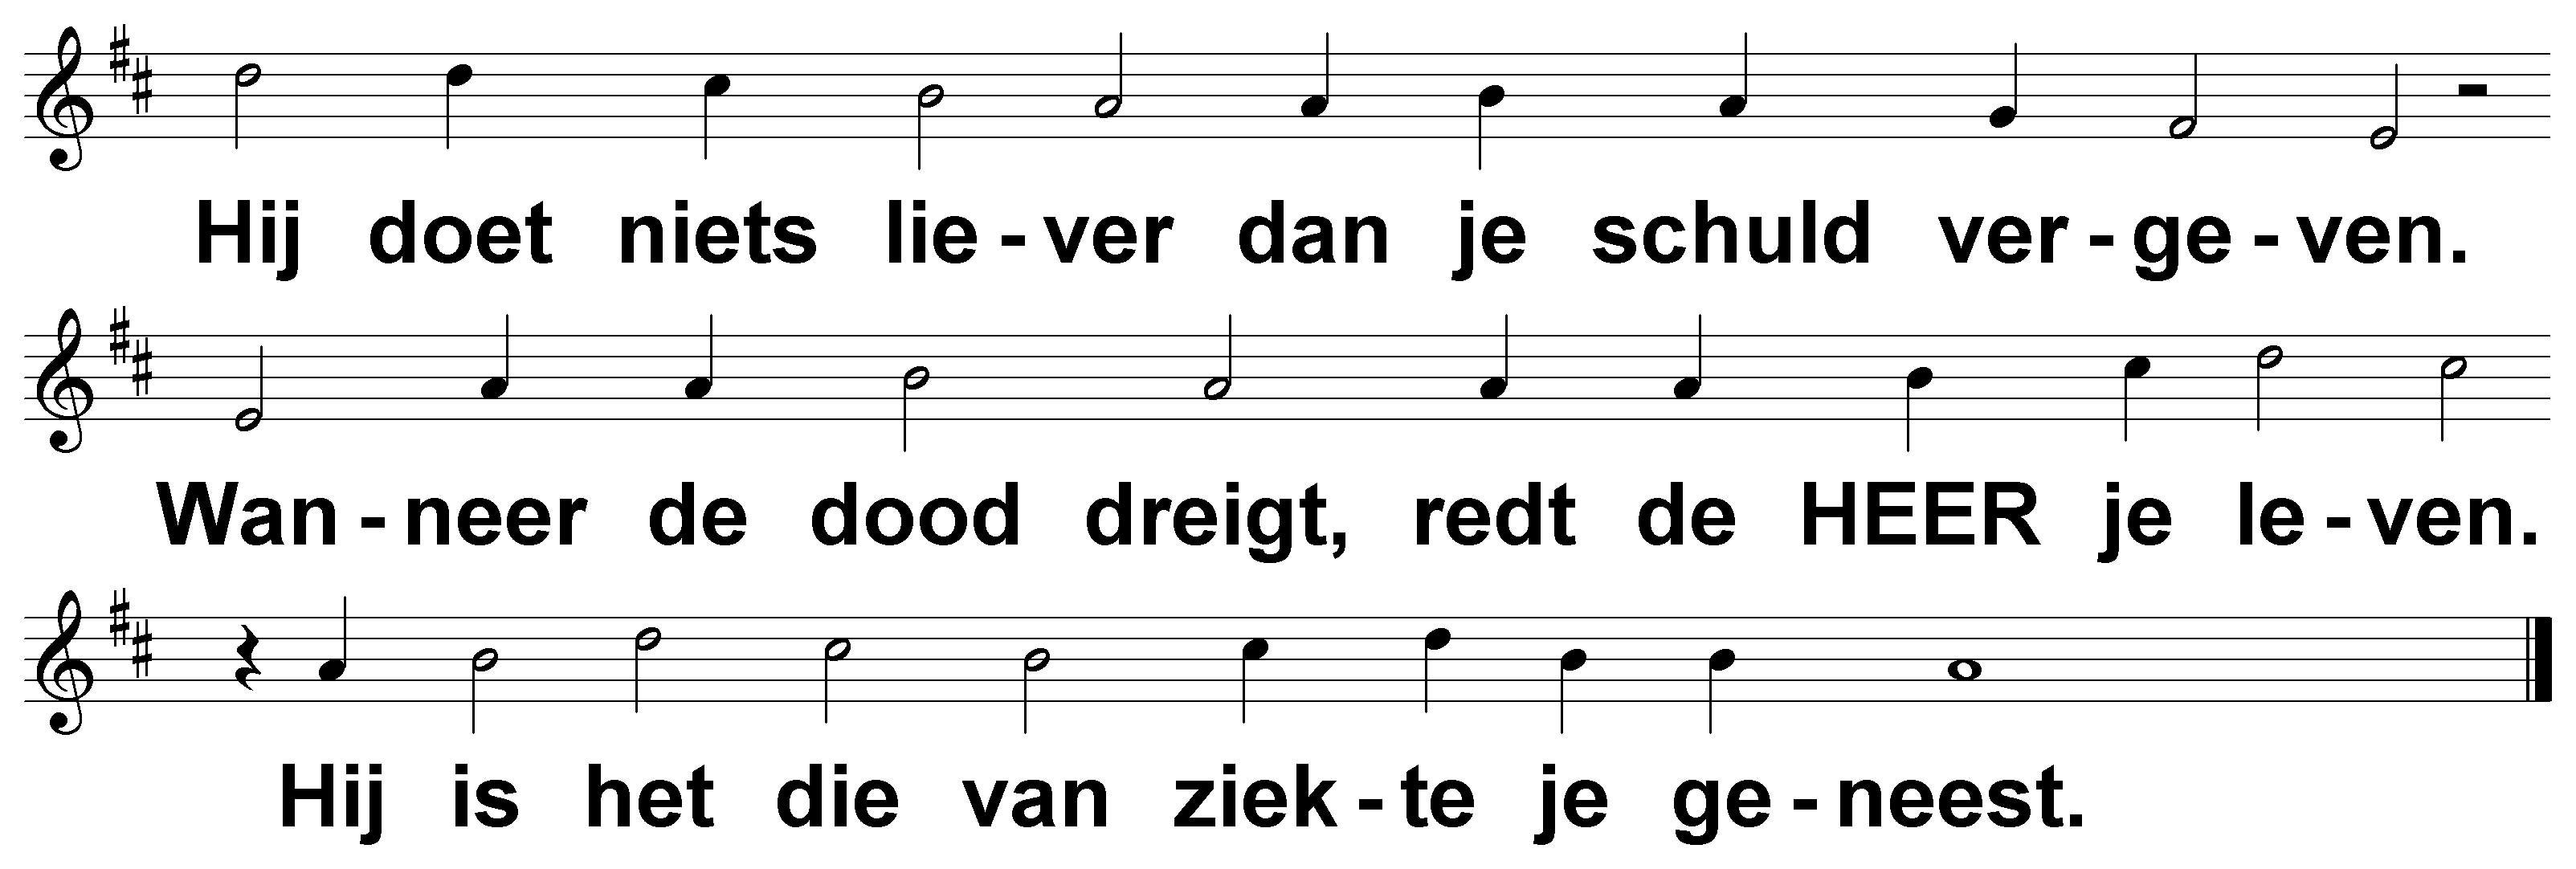 Hij doet niets lie - ver dan je schuld ver - ge - ven.
Wan - neer de dood dreigt, redt de HEER je le - ven.
Hij is het die van ziek - te je ge - neest.